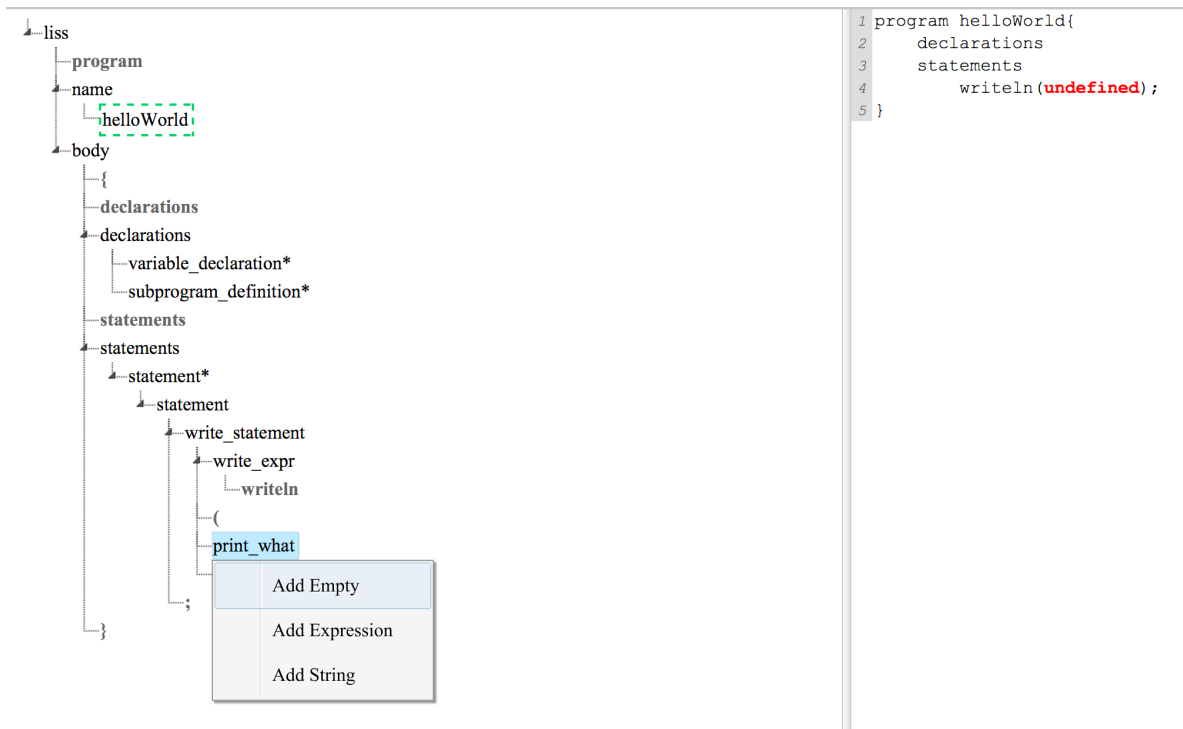 liss
program
name
helloWorld
body
{
declarations
declarations
variable_declaration*
subprogram_definition*
statements
statements
statement*
statement
write_statement
write_expr
writeln
(
print_what
Add Empty
;
Add Expression
}
Add String
1 program helloWorld{
2 declarations
3 statements
4 writeln(undefined);
5 }